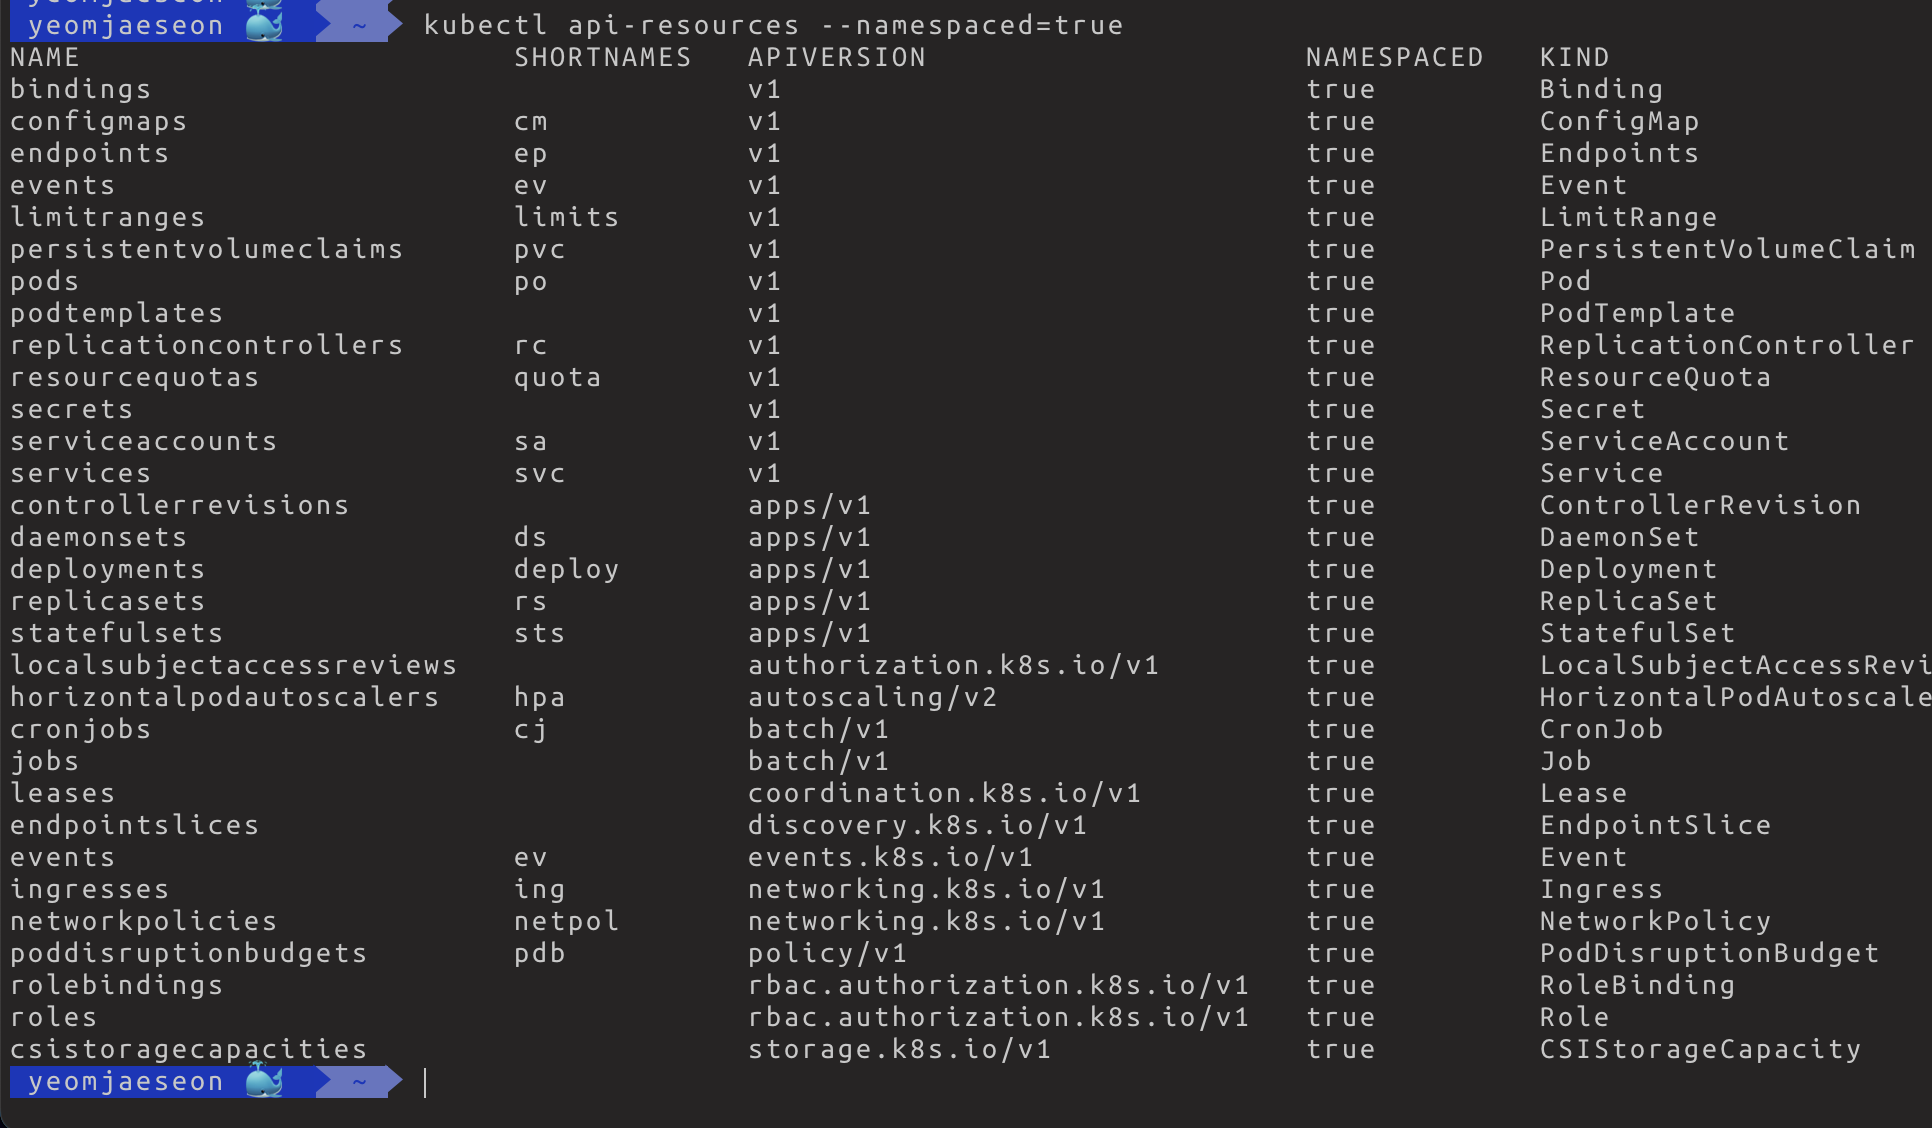 yeomjaeseon 🐳 ~ kubectl api-resources --namespaced=true
NAME SHORTNAMES APIVERSION NAMESPACED KIND
bindings v1 true Binding
configmaps cm v1 true ConfigMap
endpoints ep v1 true Endpoints
events ev v1 true Event
limitranges limits v1 true LimitRange
persistentvolumeclaims pvc v1 true PersistentVolumeClaim
pods po v1 true Pod
podtemplates v1 true PodTemplate
replicationcontrollers rc v1 true ReplicationController
resourcequotas quota v1 true ResourceQuota
secrets v1 true Secret
serviceaccounts sa v1 true ServiceAccount
services svc v1 true Service
controllerrevisions apps/v1 true ControllerRevision
daemonsets ds apps/v1 true DaemonSet
deployments deploy apps/v1 true Deployment
replicasets rs apps/v1 true ReplicaSet
statefulsets sts apps/v1 true StatefulSet
localsubjectaccessreviews authorization.k8s.io/v1 true LocalSubjectAccessRevi
horizontalpodautoscalers hpa autoscaling/v2 true HorizontalPodAutoscale
cronjobs cj batch/v1 true CronJob
jobs batch/v1 true Job
leases coordination.k8s.io/v1 true Lease
endpointslices discovery.k8s.io/v1 true EndpointSlice
events ev events.k8s.io/v1 true Event
ingresses ing networking.k8s.io/v1 true Ingress
networkpolicies netpol networking.k8s.io/v1 true NetworkPolicy
poddisruptionbudgets pdb policy/v1 true PodDisruptionBudget
rolebindings rbac.authorization.k8s.io/v1 true RoleBinding
roles rbac.authorization.k8s.io/v1 true Role
csistoragecapacities storage.k8s.io/v1 true CSIStorageCapacity
yeomjaeseon 🐳 ~